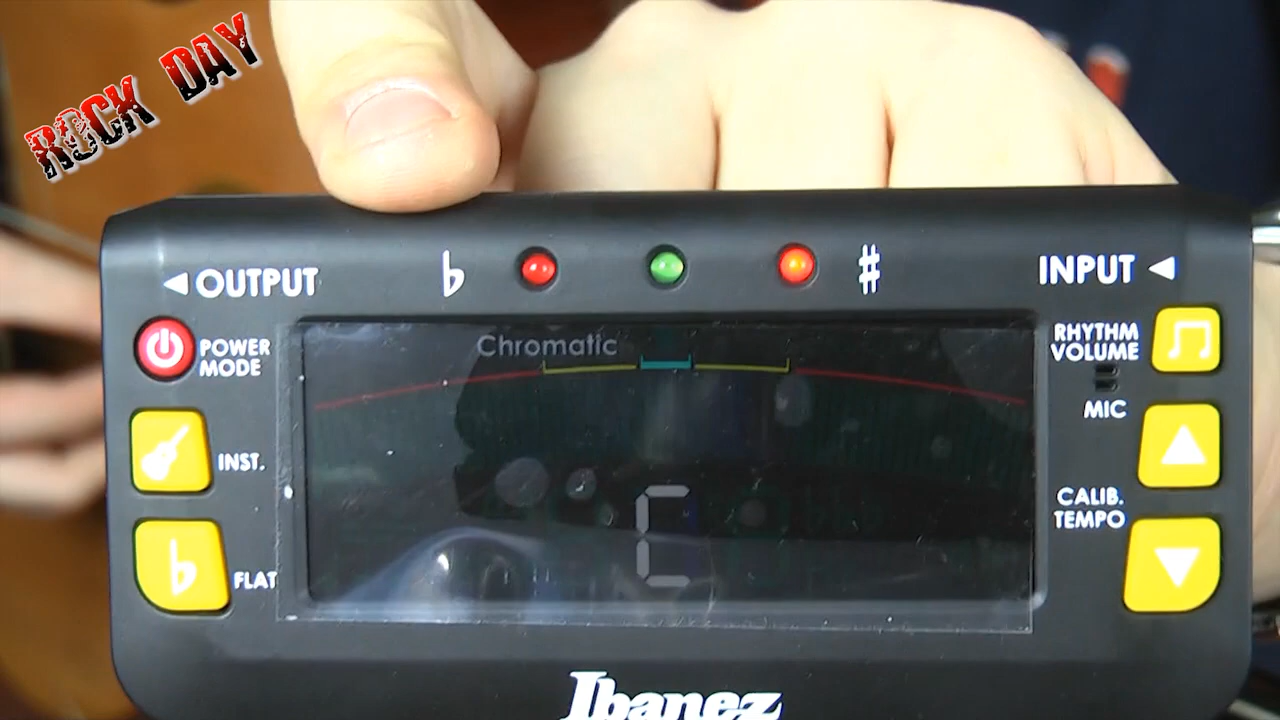 ROCK DAY
◄ OUTPUT
♭
♯
INPUT ◄
POWER
MODE
Chromatic
RHYTHM
VOLUME
MIC
INST.
C
CALIB.
TEMPO
♭
FLAT
Ibanez